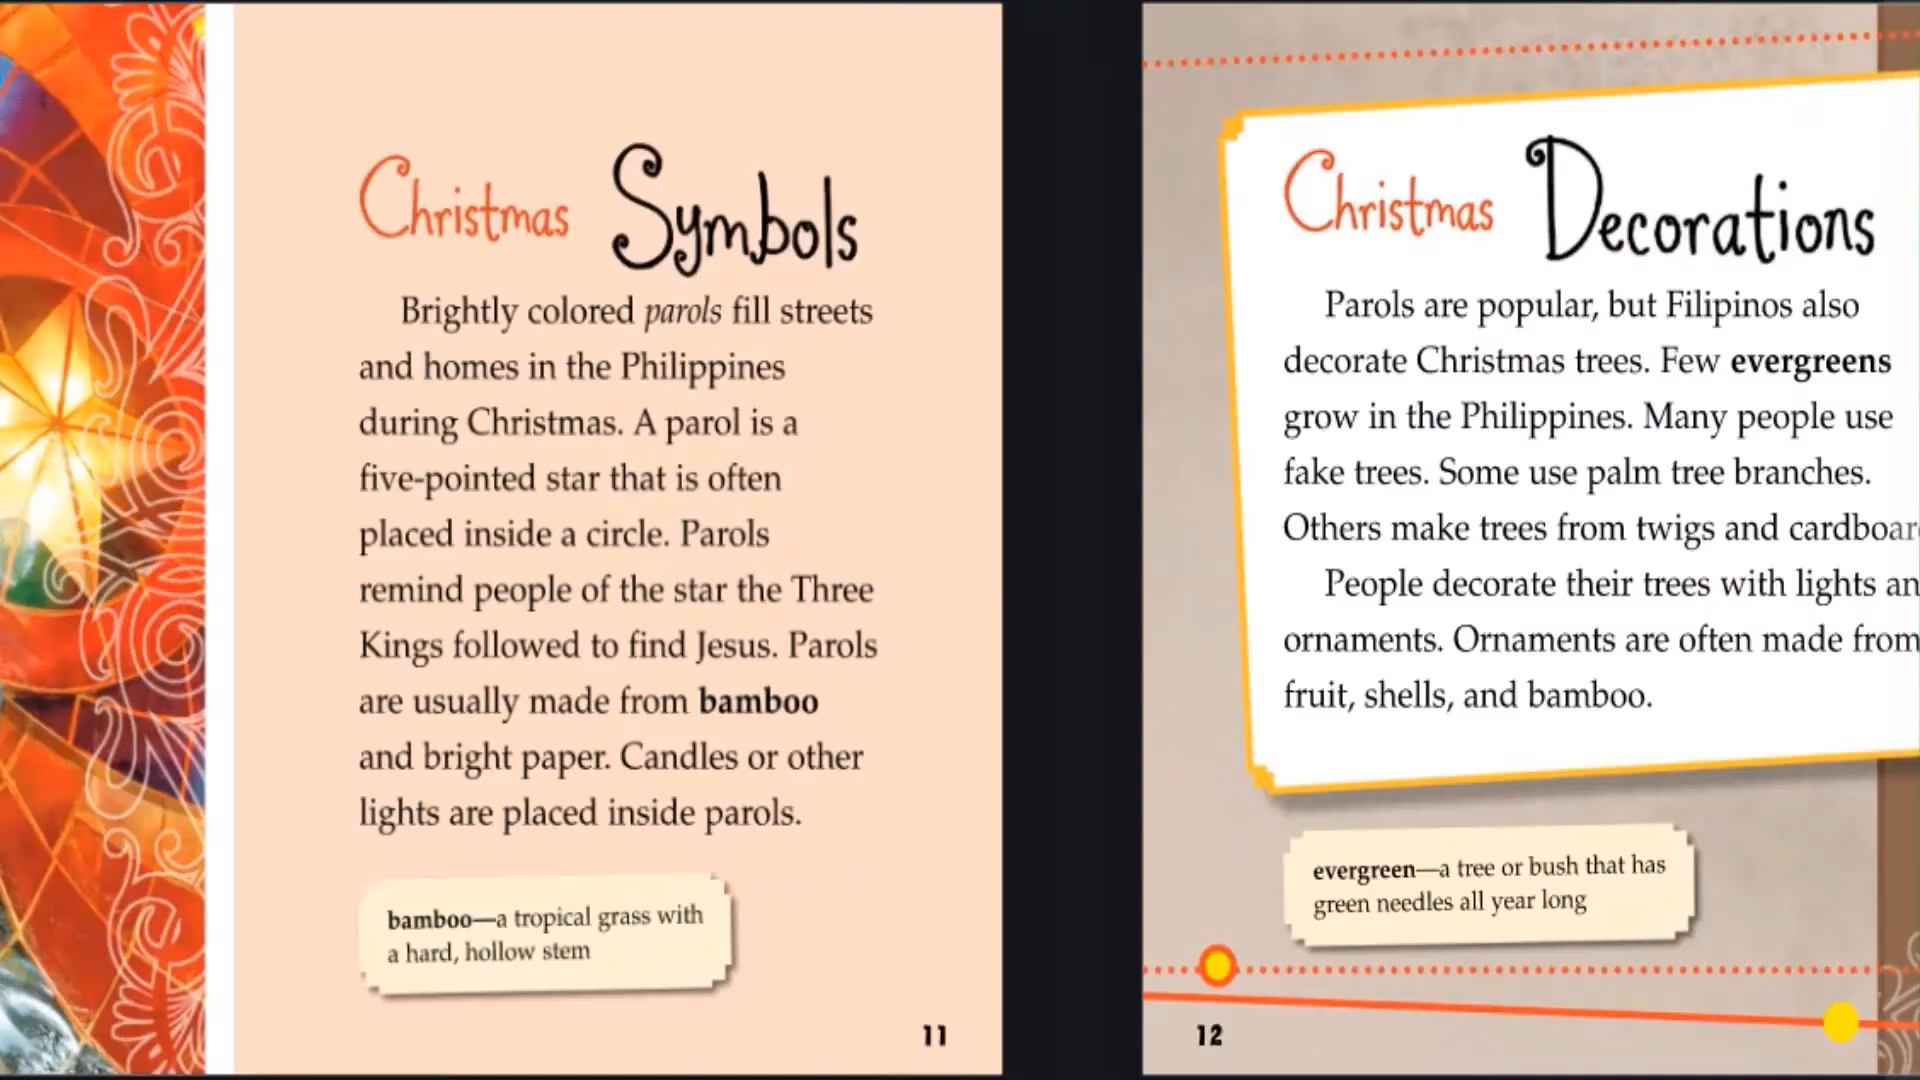 Christmas Symbols
Brightly colored parols fill streets
and homes in the Philippines
during Christmas. A parol is a
five-pointed star that is often
placed inside a circle. Parols
remind people of the star the Three
Kings followed to find Jesus. Parols
are usually made from bamboo
and bright paper. Candles or other
lights are placed inside parols.
bamboo—a tropical grass with
a hard, hollow stem
11
Christmas Decorations
Parols are popular, but Filipinos also
decorate Christmas trees. Few evergreens
grow in the Philippines. Many people use
fake trees. Some use palm tree branches.
Others make trees from twigs and
People decorate their trees with lights
ornaments. Ornaments are often made from
fruit, shells, and bamboo.
evergreen—a tree or bush that has
green needles all year long
12